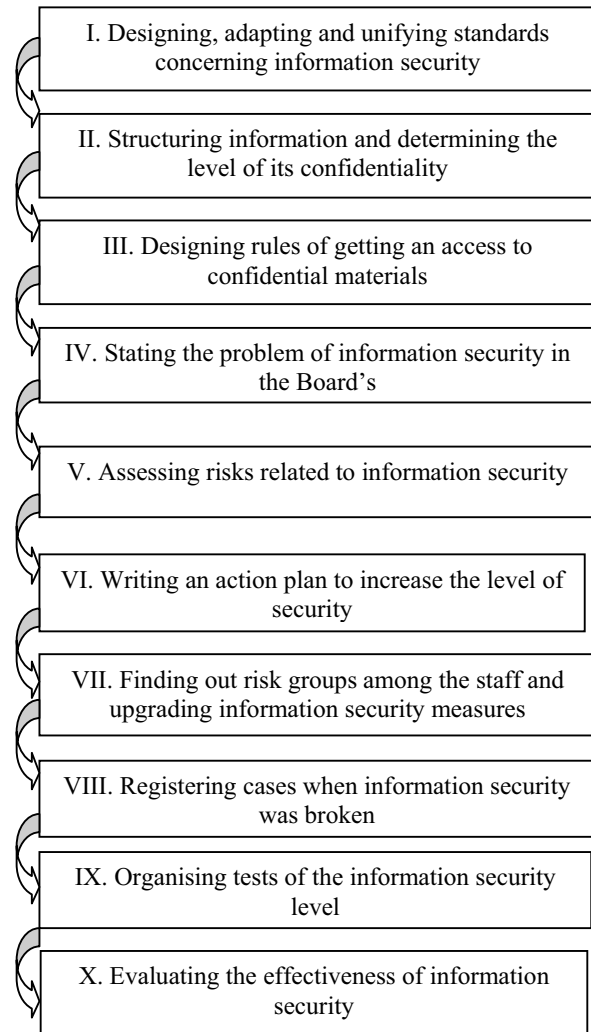 I. Designing, adapting and unifying standards
concerning information security
II. Structuring information and determining the
level of its confidentiality
III. Designing rules of getting an access to
confidential materials
IV. Stating the problem of information security in
the Board's
V. Assessing risks related to information security
VI. Writing an action plan to increase the level of
security
VII. Finding out risk groups among the staff and
upgrading information security measures
VIII. Registering cases when information security
was broken
IX. Organising tests of the information security
level
X. Evaluating the effectiveness of information
security